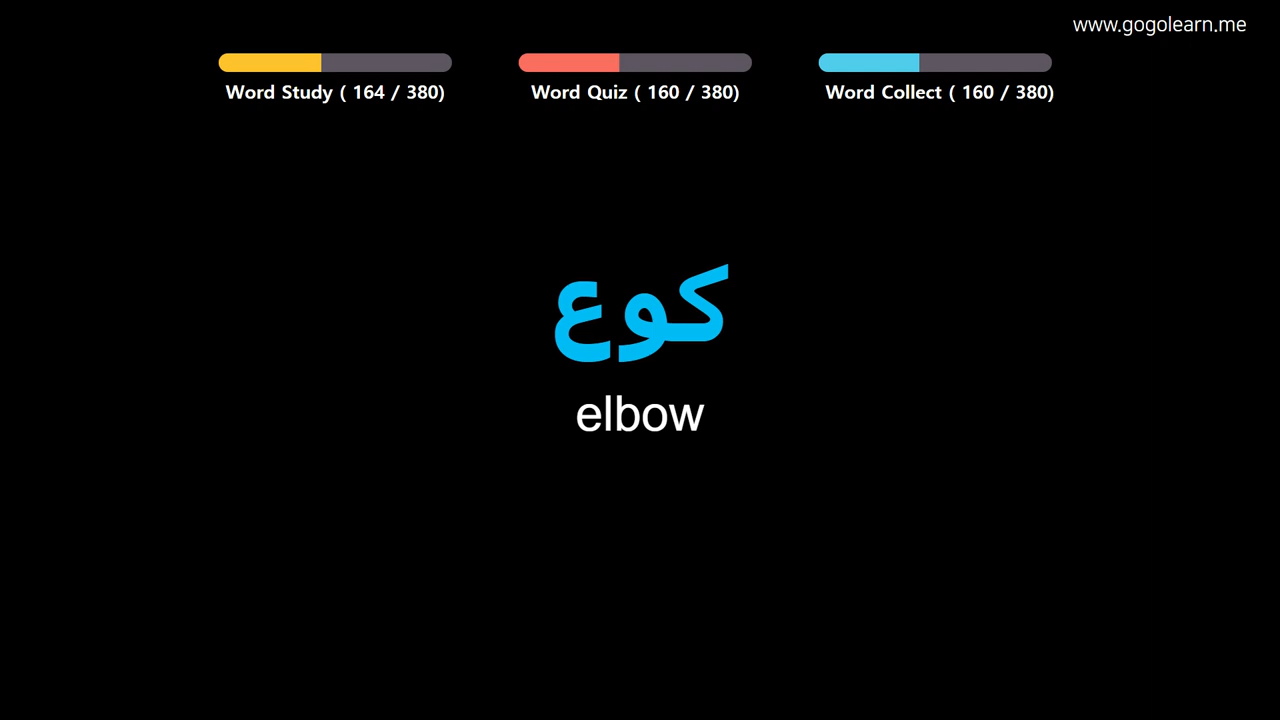 www.gogolearn.me
Word Study ( 164 / 380)
Word Quiz ( 160 / 380)
Word Collect ( 160 / 380)
كوع
elbow